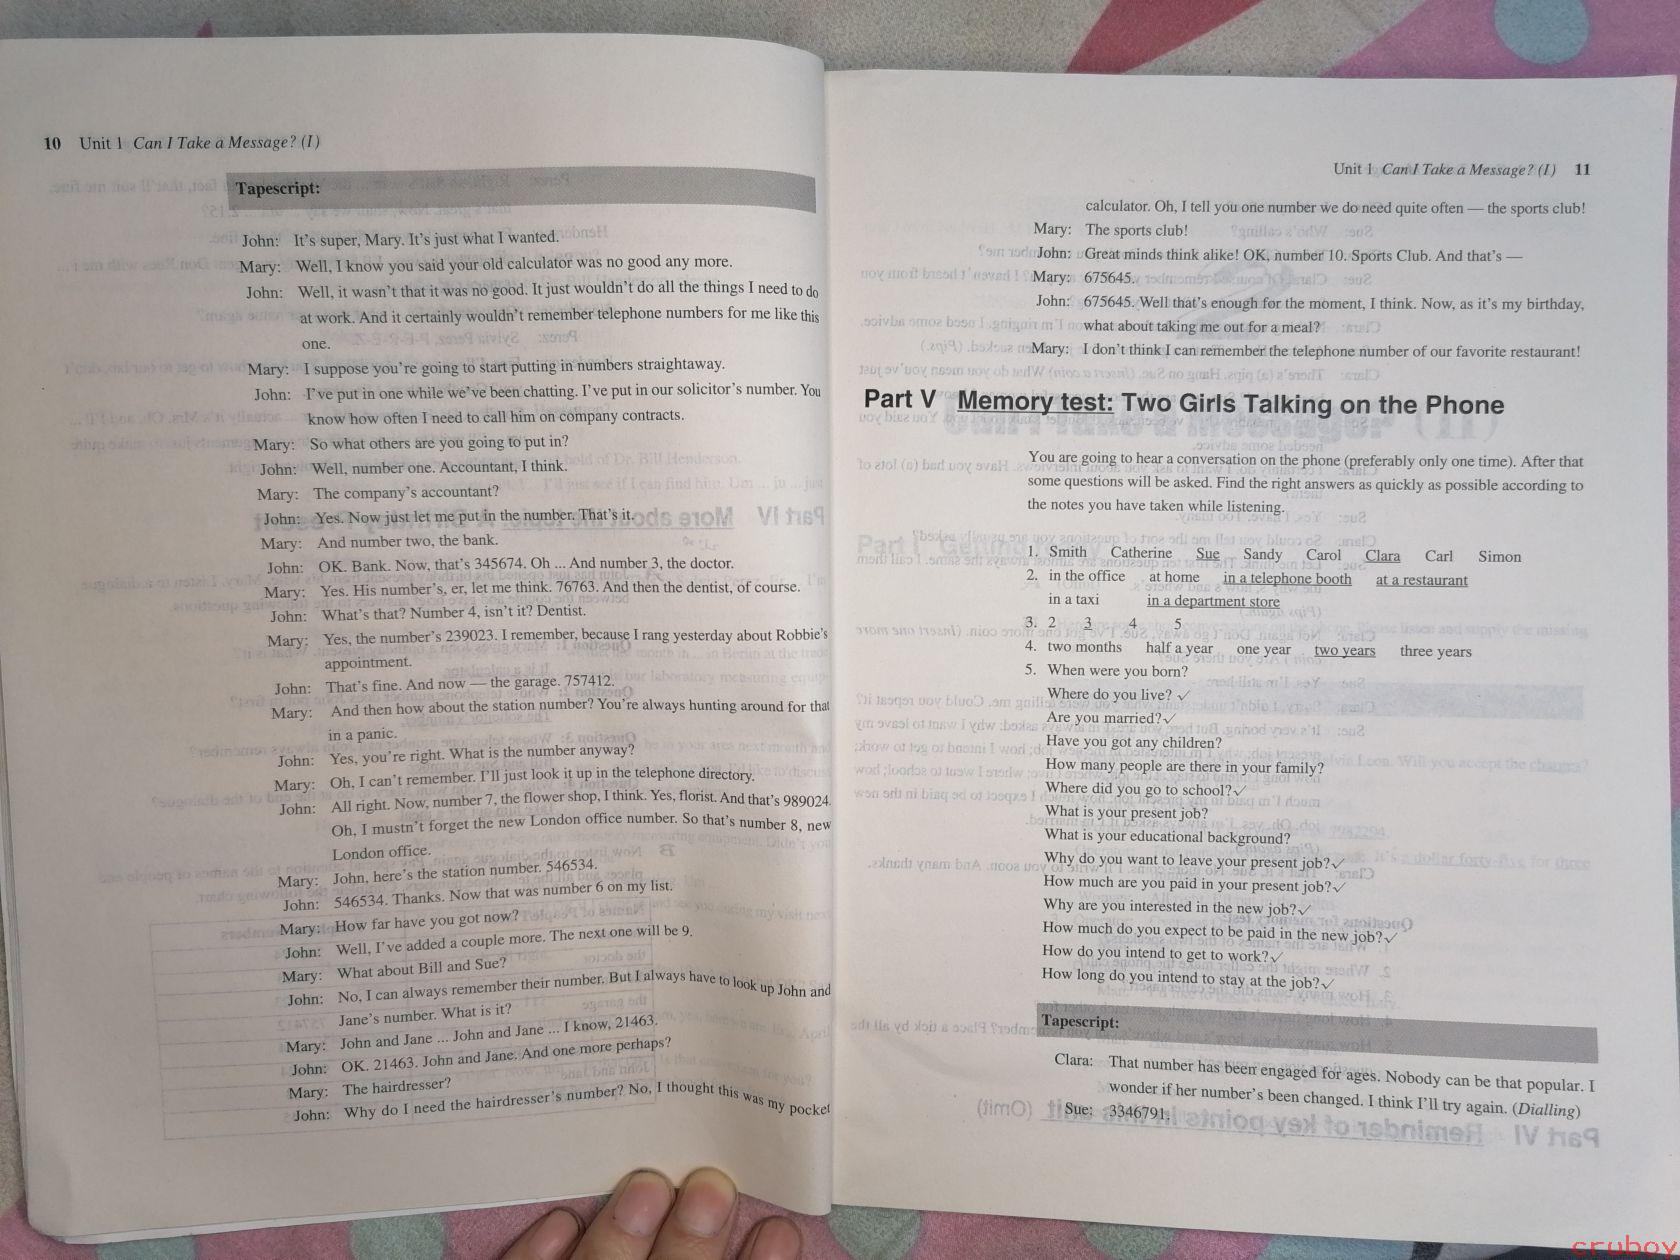 10 Unit 1 Can I Take a Message? (I)
Tapescript:
John: It's super, Mary. It's just what I wanted.
Mary: Well, I know you said your old calculator was no good any more.
John: Well, it wasn't that it was no good. It just wouldn't do all the things I need to do
at work. And it certainly wouldn't remember telephone numbers for me like this
one.
Mary: I suppose you're going to start putting in numbers straightaway.
John: I've put in one while we've been chatting. I've put in our solicitor's number. You
know how often I need to call him on company contracts.
Mary: So what others are you going to put in?
John: Well, number one. Accountant, I think.
Mary: The company's accountant?
John: Yes. Now just let me put in the number. That's it.
Mary: And number two, the bank.
John: OK. Bank. Now, that's 345674. Oh ... And number 3, the doctor.
Mary: Yes. His number's, er, let me think. 76763. And then the dentist, of course.
John: What's that? Number 4, isn't it? Dentist.
Mary: Yes, the number's 239023. I remember, because I rang yesterday about Robbie's
appointment.
John: That's fine. And now — the garage. 757412.
Mary: And then how about the station number? You're always hunting around for that
in a panic.
John: Yes, you're right. What is the number anyway?
Mary: Oh, I can't remember. I'll just look it up in the telephone directory.
John: All right. Now, number 7, the flower shop, I think. Yes, florist. And that's 989024.
Oh, I mustn't forget the new London office number. So that's number 8, new
London office.
Mary: John, here's the station number. 546534.
John: 546534. Thanks. Now that was number 6 on my list.
Mary: How far have you got now?
John: Well, I've added a couple more. The next one will be 9.
Mary: What about Bill and Sue?
John: No, I can always remember their number. But I always have to look up John and
Jane's number. What is it?
Mary: John and Jane ... John and Jane ... I know, 21463.
John: OK. 21463. John and Jane. And one more perhaps?
Mary: The hairdresser?
John: Why do I need the hairdresser's number? No, I thought this was my pocket
Unit 1 Can I Take a Message? (I) 11
calculator. Oh, I tell you one number we do need quite often — the sports club!
Mary: The sports club!
John: Great minds think alike! OK, number 10. Sports Club. And that's —
Mary: 675645.
John: 675645. Well that's enough for the moment, I think. Now, as it's my birthday,
what about taking me out for a meal?
Mary: I don't think I can remember the telephone number of our favorite restaurant!
Part V Memory test: Two Girls Talking on the Phone
You are going to hear a conversation on the phone (preferably only one time). After that
some questions will be asked. Find the right answers as quickly as possible according to
the notes you have taken while listening.
1. Smith Catherine Sue Sandy Carol Clara Carl Simon
2. in the office at home in a telephone booth at a restaurant
in a taxi in a department store
3. 2 3 4 5
4. two months half a year one year two years three years
5. When were you born?
Where do you live? ✓
Are you married? ✓
Have you got any children?
How many people are there in your family?
Where did you go to school? ✓
What is your present job?
What is your educational background?
Why do you want to leave your present job? ✓
How much are you paid in your present job? ✓
Why are you interested in the new job? ✓
How much do you expect to be paid in the new job? ✓
How do you intend to get to work? ✓
How long do you intend to stay at the job? ✓
Tapescript:
Clara: That number has been engaged for ages. Nobody can be that popular. I
wonder if her number's been changed. I think I'll try again. (Dialling)
Sue: 3346791.
cruboy